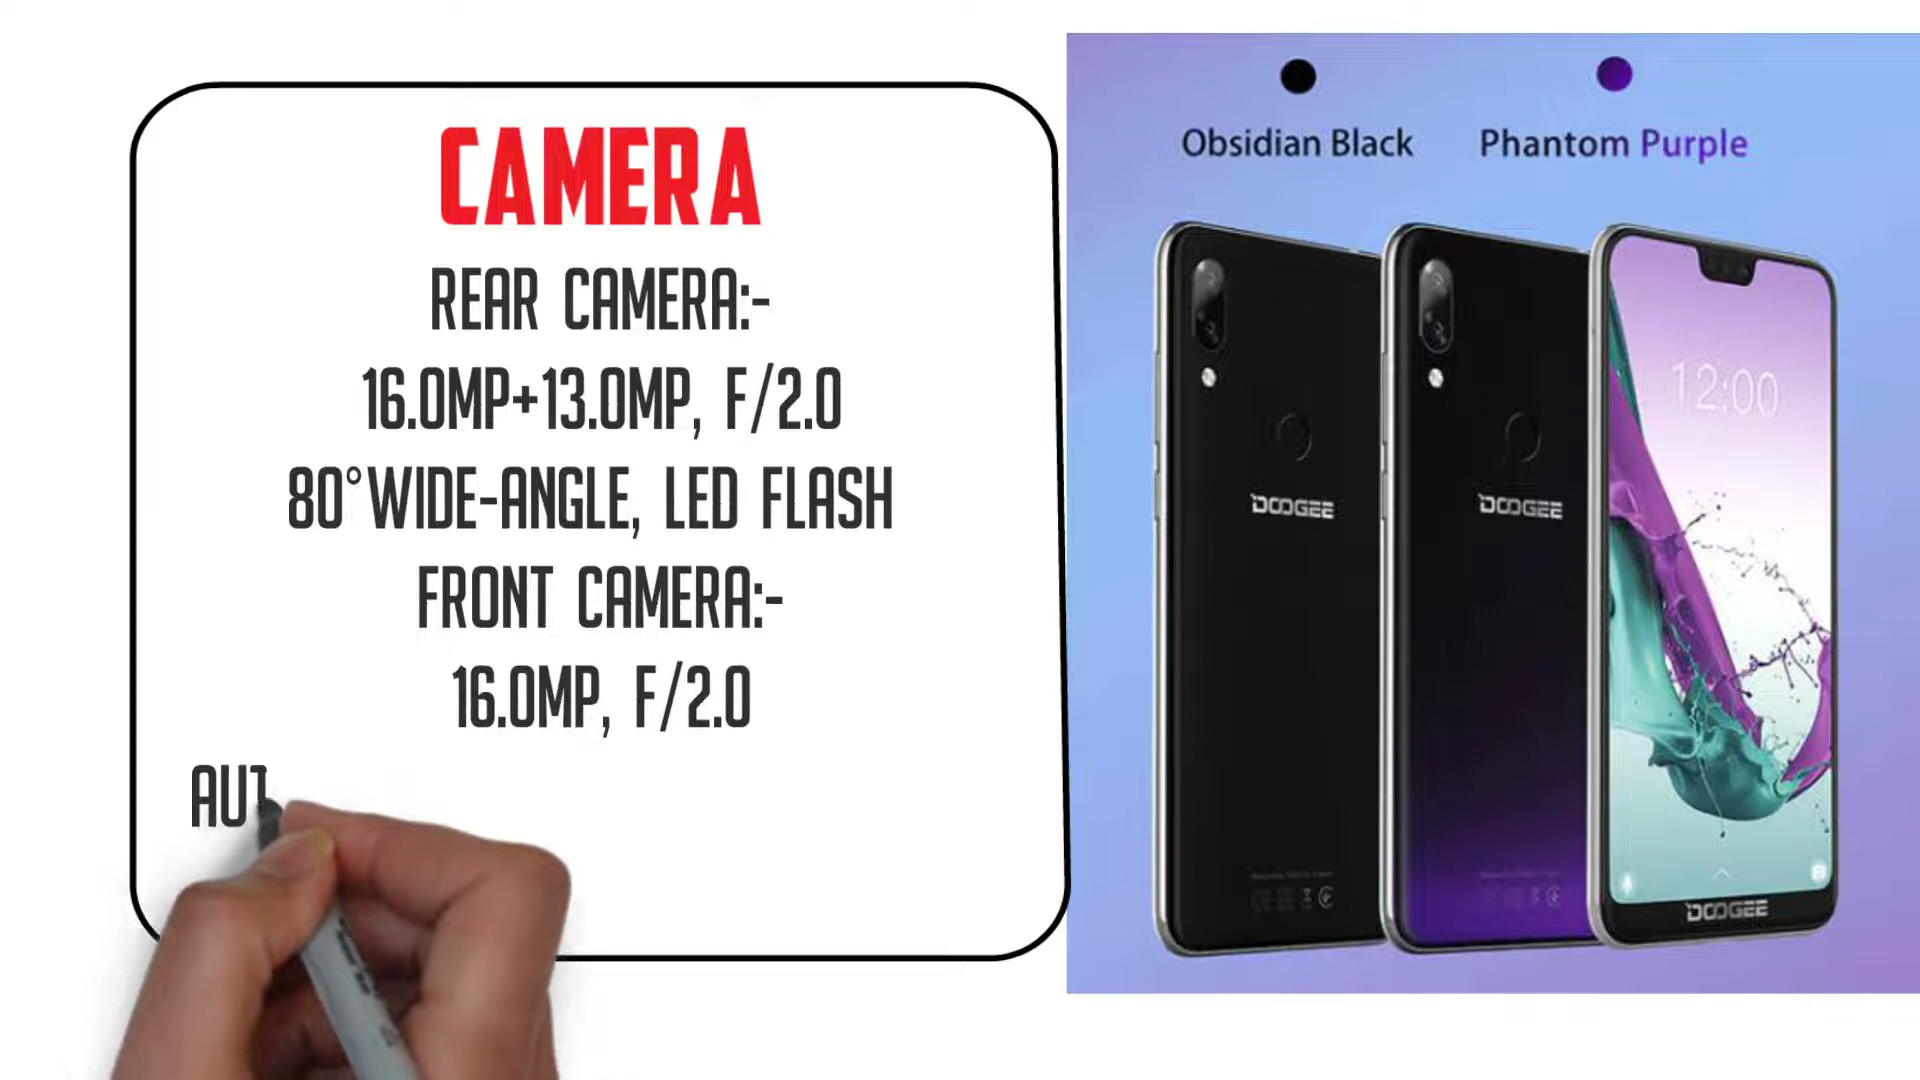 CAMERA
REAR CAMERA:-
16.0MP+13.0MP, F/2.0
80°WIDE-ANGLE, LED FLASH
FRONT CAMERA:-
16.0MP, F/2.0
AUT
Obsidian Black
Phantom Purple
DOOGEE
DOOGEE
12:00
DOOGEE